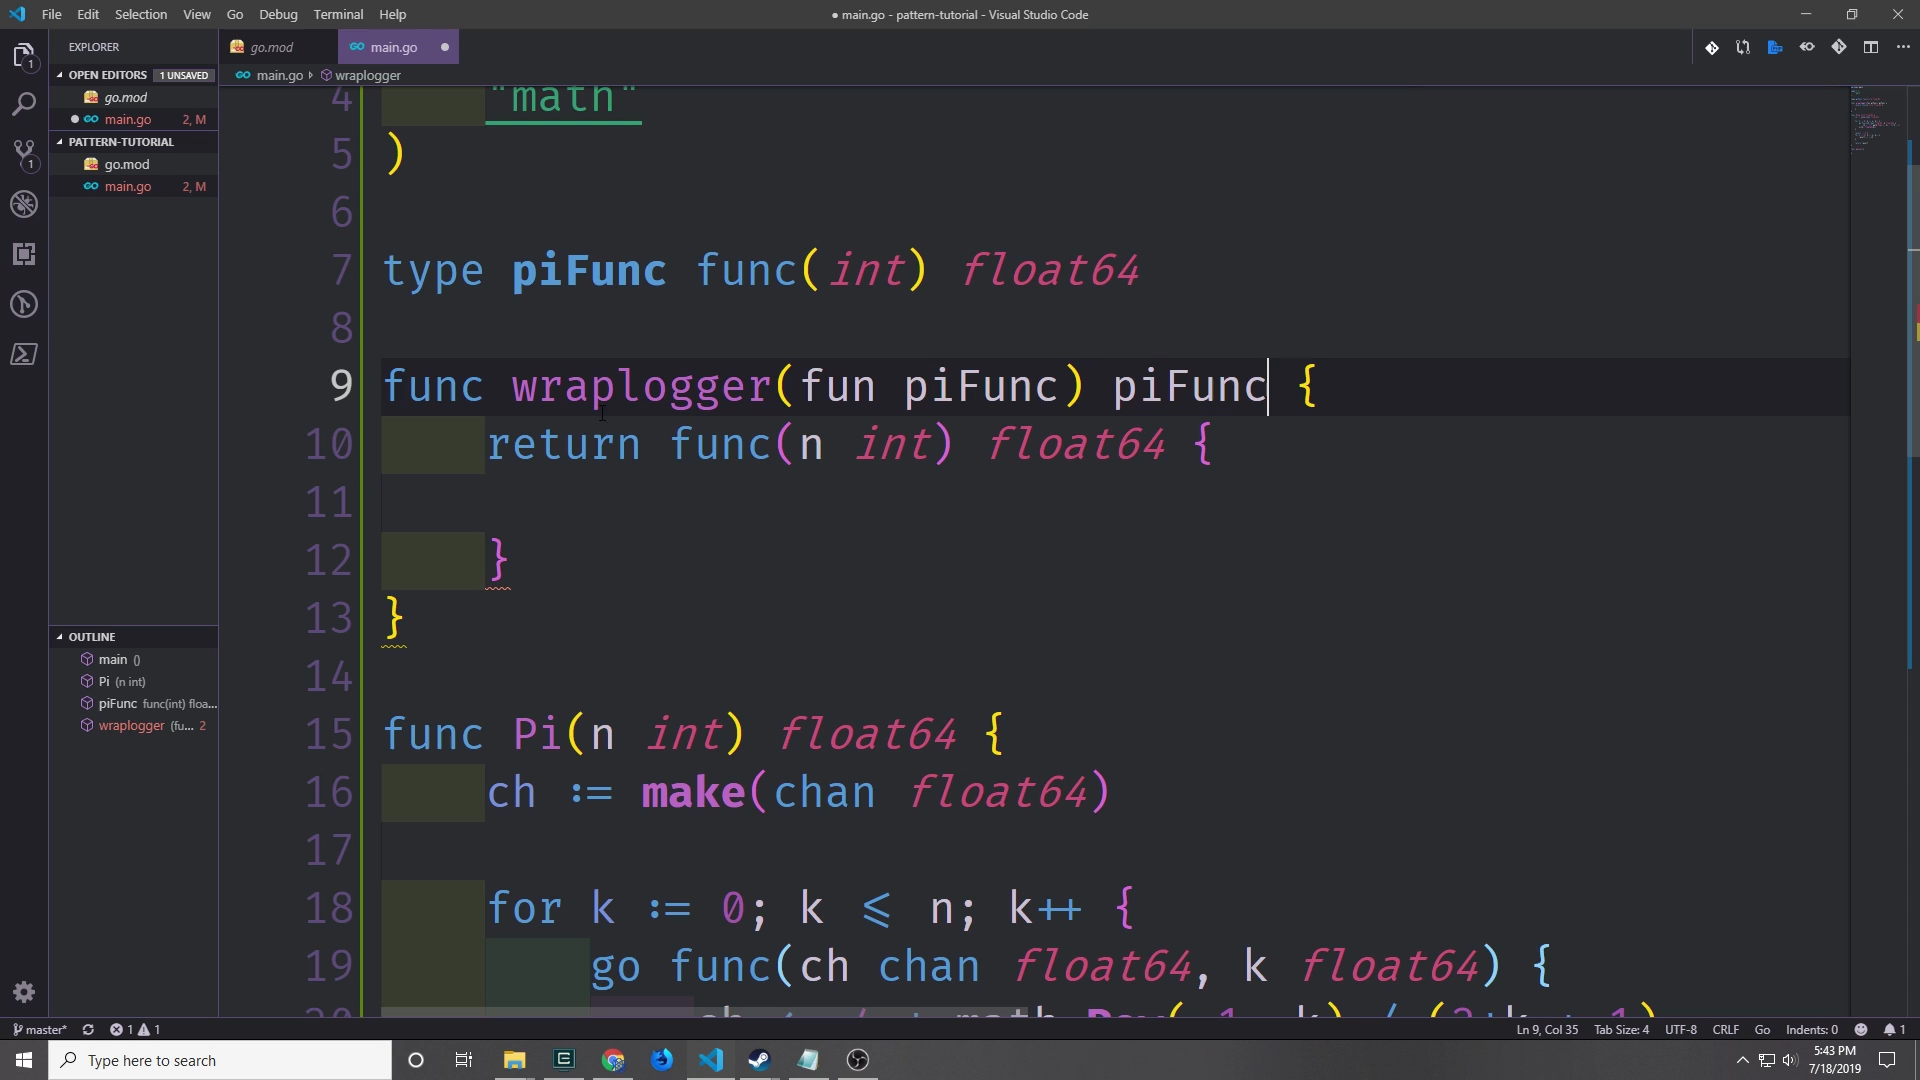 File Edit Selection View Go Debug Terminal Help
● main.go - pattern-tutorial - Visual Studio Code
EXPLORER
go.mod
main.go
main.go
wraplogger
OPEN EDITORS 1 UNSAVED
go.mod
main.go 2, M
PATTERN-TUTORIAL
go.mod
main.go 2, M
OUTLINE
main ()
Pi (n int)
piFunc func(int) floa...
wraplogger (fu... 2
1
1
4 "math"
5 )
6
7 type piFunc func(int) float64
8
9 func wraplogger(fun piFunc) piFunc {
10 return func(n int) float64 {
11
12 }
13 }
14
15 func Pi(n int) float64 {
16 ch := make(chan float64)
17
18 for k := 0; k <= n; k++ {
19 go func(ch chan float64, k float64) {
master* 1 1
Ln 9, Col 35 Tab Size: 4 UTF-8 CRLF Go Indents: 0 1
Type here to search
5:43 PM
7/18/2019